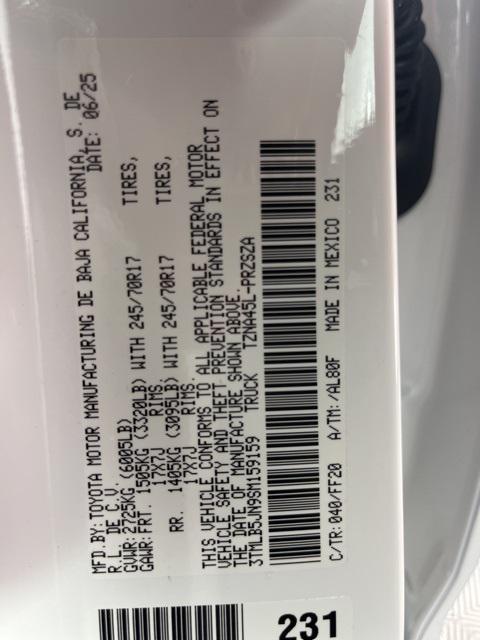 MFD.BY:TOYOTA MOTOR MANUFACTURING DE BAJA CALIFORNIA, S. DE
R.L. DE C.V. DATE: 06/25
GVWR: 2725KG (6005LB)
GAWR:FRT. 1505KG (3320LB) WITH 245/70R17 TIRES,
17X7J RIMS.
RR. 1405KG (3095LB) WITH 245/70R17 TIRES,
17X7J RIMS.
THIS VEHICLE CONFORMS TO ALL APPLICABLE FEDERAL MOTOR
VEHICLE SAFETY AND THEFT PREVENTION STANDARDS IN EFFECT ON
THE DATE OF MANUFACTURE SHOWN ABOVE.
3TMLB5JN9SM159159 TRUCK TZNA45L-PRZSZA
C/TR:040/FF20 A/TM:/AL80F MADE IN MEXICO 231
231